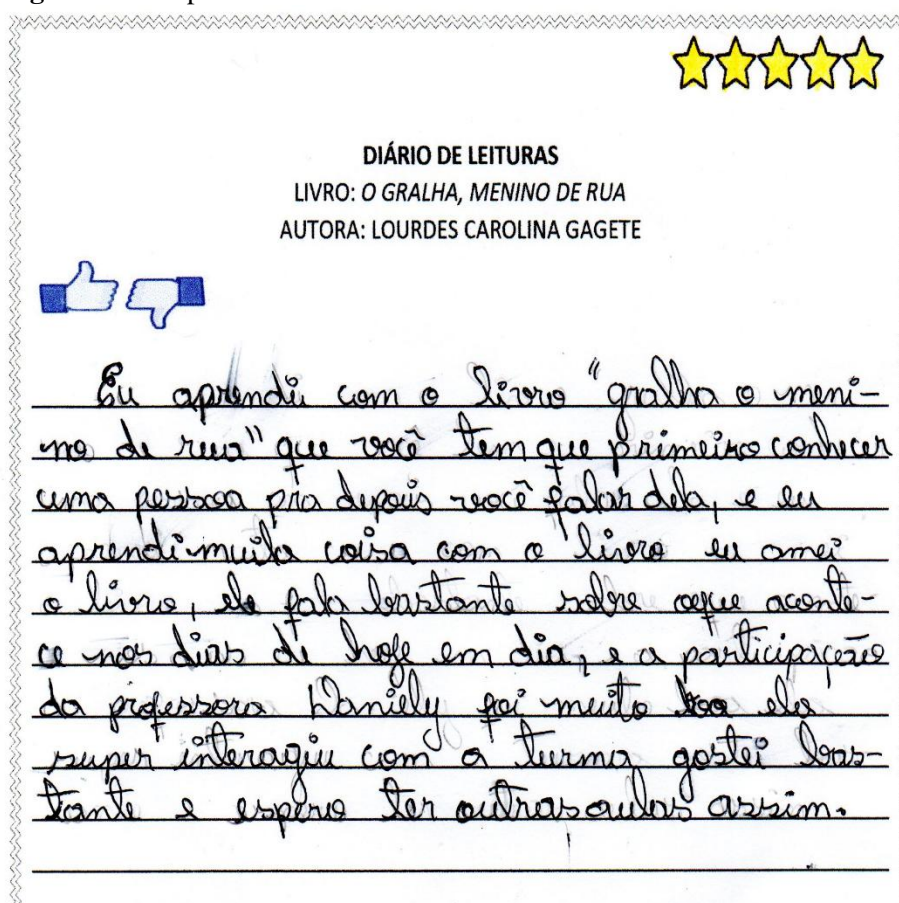 DIÁRIO DE LEITURAS
LIVRO: O GRALHA, MENINO DE RUA
AUTORA: LOURDES CAROLINA GAGETE
Eu aprendi com o livro "gralha o meni-
no de rua" que você tem que primeiro conhecer
uma pessoa pra depois você falar dela, e eu
aprendi muita coisa com o livro eu amei
o livro, ele fala bastante sobre oque aconte-
ce nos dias de hoje em dia, e a participação
da professora Daniely foi muito boa ela
super interagiu com a turma gostei bas-
tante e espero ter outras aulas assim.